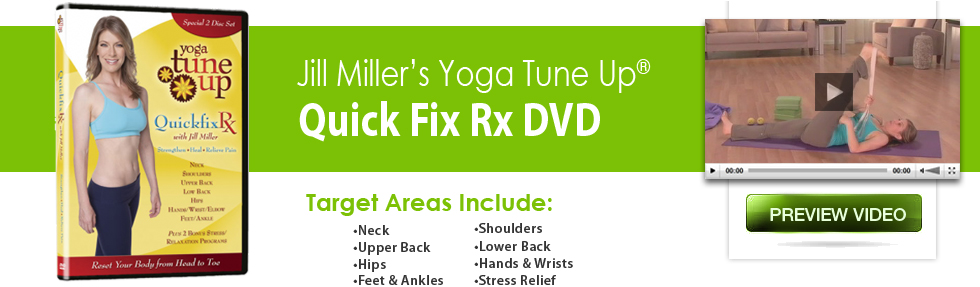 Special 2 Disc Set
yoga
tune
up
QuickfixRx
with Jill Miller
Strengthen • Heal • Relieve Pain
Neck
Shoulders
Upper Back
Low Back
Hips
Hands/Wrist/Elbow
Feet/Ankle
Plus 2 Bonus Stress/
Relaxation Programs
Reset Your Body from Head to Toe
Jill Miller's Yoga Tune Up®
Quick Fix Rx DVD
Target Areas Include:
•Neck
•Upper Back
•Hips
•Feet & Ankles
•Shoulders
•Lower Back
•Hands & Wrists
•Stress Relief
00:00 00:00
PREVIEW VIDEO